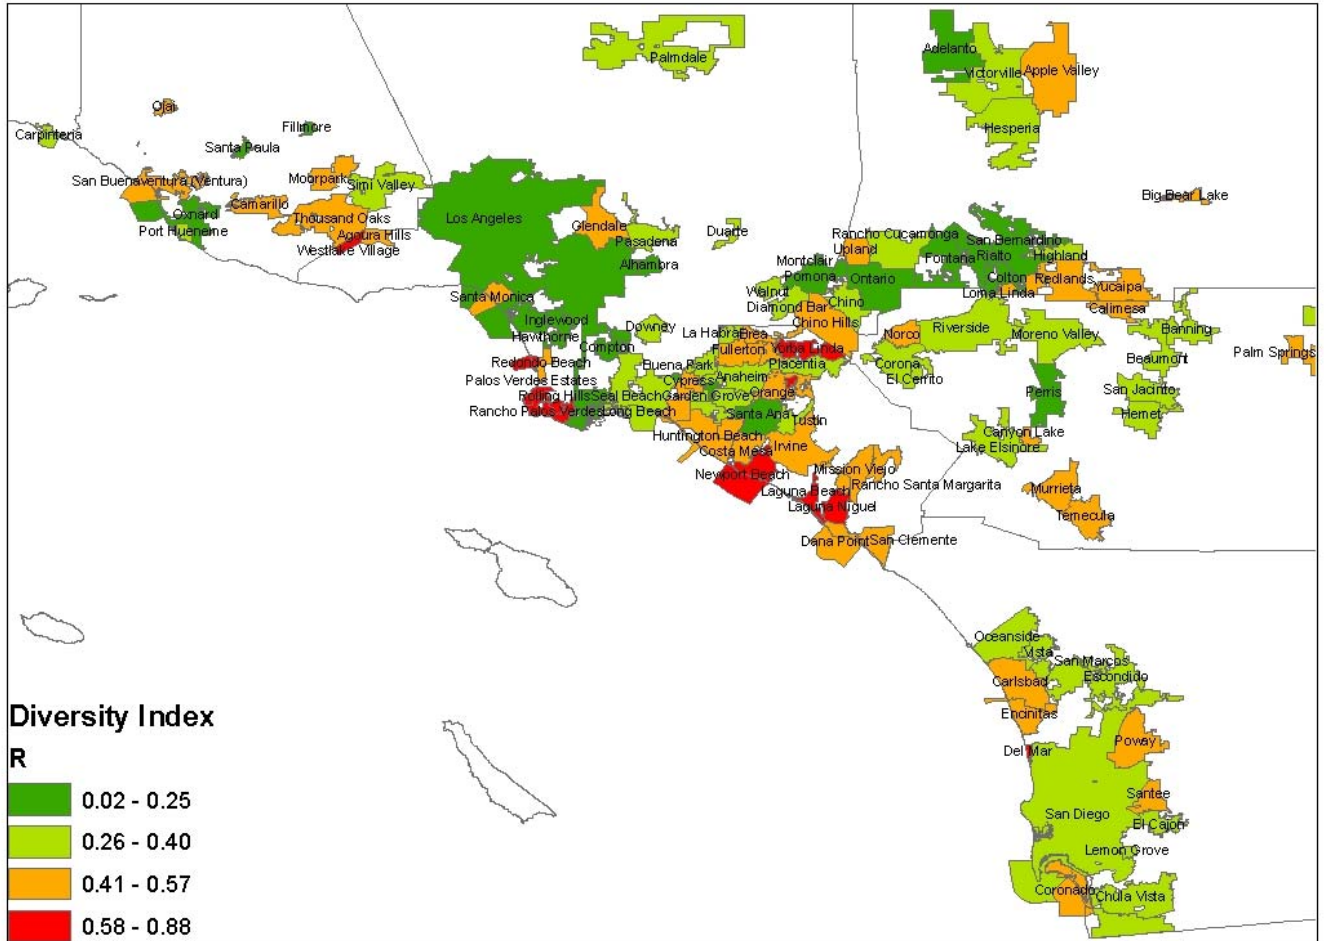 Palmdale
Adelanto
Victorville
Apple Valley
Hesperia
Ojai
Carpinteria
Fillmore
Santa Paula
San Buenaventura (Ventura)
Moorpark
Simi Valley
Big Bear Lake
Oxnard
Camarillo
Thousand Oaks
Los Angeles
Glendale
Port Hueneme
Agoura Hills
Westlake Village
Pasadena
Duarte
Rancho Cucamonga
Upland
San Bernardino
Alhambra
Montclair
Fontana
Rialto
Highland
Pomona
Ontario
Colton
Redlands
Yucaipa
Santa Monica
Walnut
Loma Linda
Diamond Bar
Chino
Calimesa
Inglewood
Downey
Chino Hills
Hawthorne
La Habra
Brea
Norco
Riverside
Moreno Valley
Banning
Compton
Fullerton
Yorba Linda
Palm Springs
Redondo Beach
Buena Park
Placentia
Corona
Beaumont
Palos Verdes Estates
Cypress
Anaheim
El Cerrito
Rolling Hills
Seal Beach
Garden Grove
Orange
Perris
San Jacinto
Rancho Palos Verdes
Long Beach
Santa Ana
Tustin
Hemet
Huntington Beach
Canyon Lake
Costa Mesa
Irvine
Lake Elsinore
Newport Beach
Mission Viejo
Laguna Beach
Rancho Santa Margarita
Murrieta
Laguna Niguel
Temecula
Dana Point
San Clemente
Oceanside
Vista
San Marcos
Escondido
Carlsbad
Encinitas
Del Mar
Poway
Santee
San Diego
El Cajon
Lemon Grove
Coronado
Chula Vista
Diversity Index
R
0.02 - 0.25
0.26 - 0.40
0.41 - 0.57
0.58 - 0.88